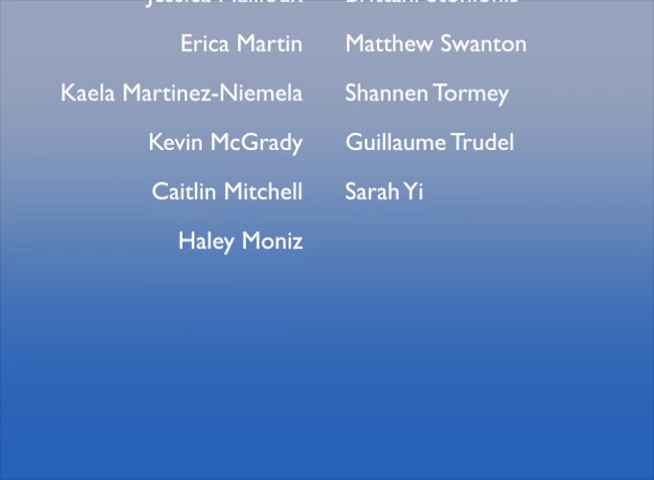 Jessica
Erica Martin
Kaela Martinez-Niemela
Kevin McGrady
Caitlin Mitchell
Haley Moniz
Matthew Swanton
Shannen Tormey
Guillaume Trudel
Sarah Yi